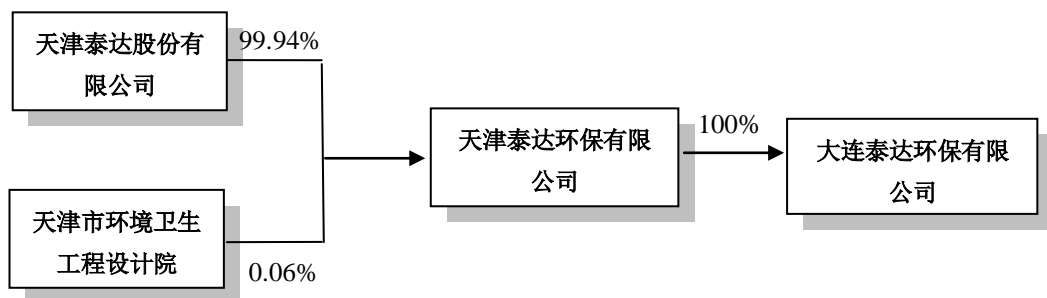 天津泰达股份有
限公司
99.94%
天津市环境卫生
工程设计院
0.06%
天津泰达环保有限
公司
100%
大连泰达环保有限
公司